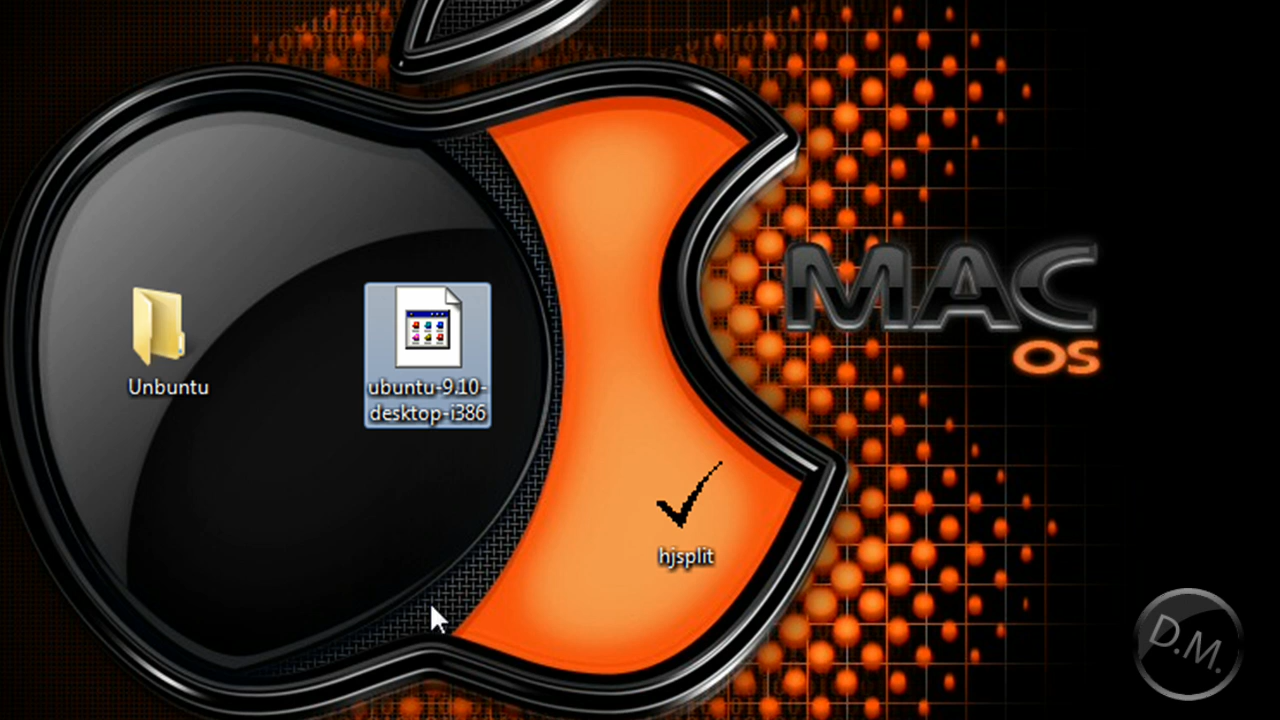 MAC
OS
Unbuntu
ubuntu-9.10-
desktop-i386
hjsplit
D.M.